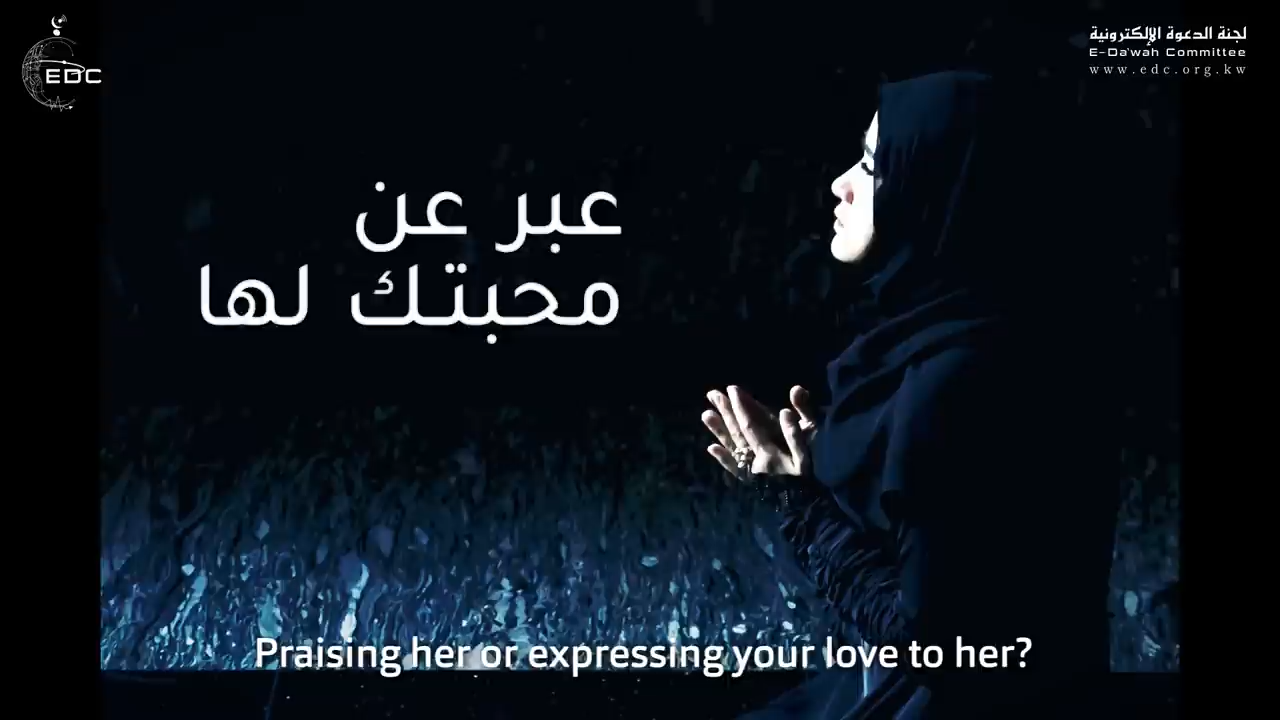 EDC
لجنة الدعوة الإلكترونية
E-Da'wah Committee
www.edc.org.kw
عبر عن
محبتك لها
Praising her or expressing your love to her?